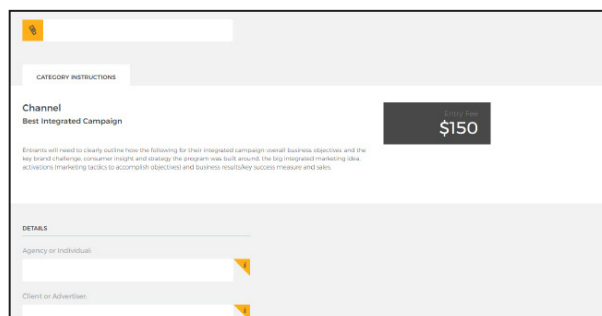 CATEGORY INSTRUCTIONS
Channel
Best Integrated Campaign
Entry Fee
$150
Entrants will need to clearly outline how the following for their integrated campaign overall business objectives and the
key brand challenge, consumer insight and strategy the program was built around, the big integrated marketing idea,
activations (marketing tactics to accomplish objectives) and business results/key success measure and sales.
DETAILS
Agency or Individual:
i
Client or Advertiser:
i